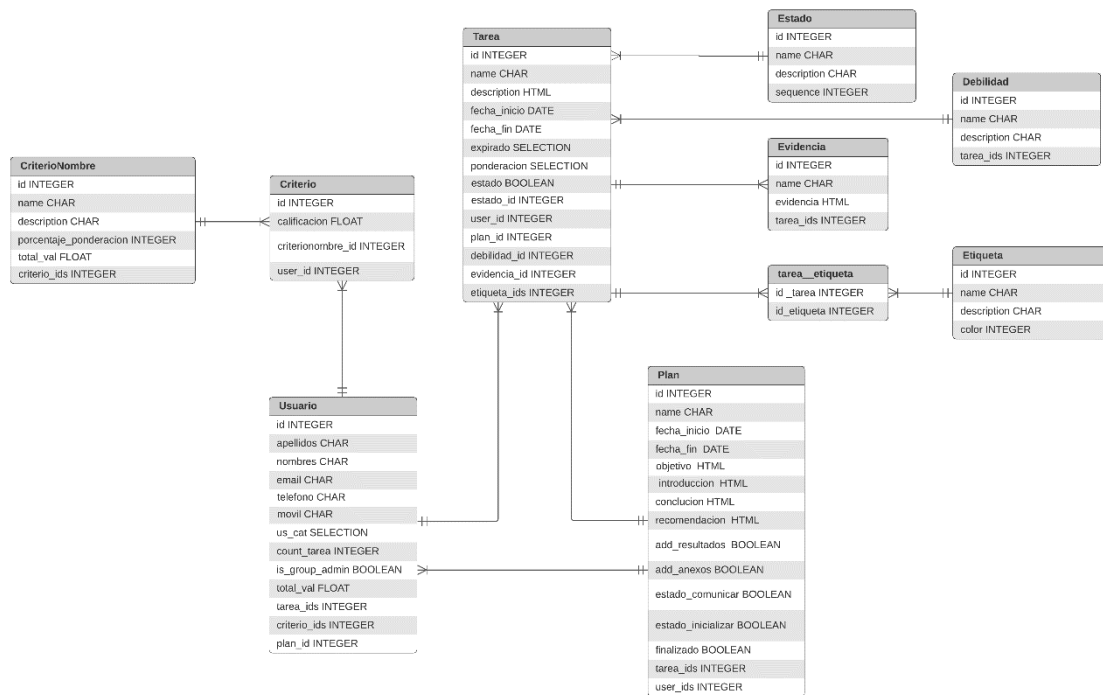 CriterioNombre
id INTEGER
name CHAR
description CHAR
porcentaje_ponderacion INTEGER
total_val FLOAT
criterio_ids INTEGER
Criterio
id INTEGER
calificacion FLOAT
criterionombre_id INTEGER
user_id INTEGER
Usuario
id INTEGER
apellidos CHAR
nombres CHAR
email CHAR
telefono CHAR
movil CHAR
us_cat SELECTION
count_tarea INTEGER
is_group_admin BOOLEAN
total_val FLOAT
tarea_ids INTEGER
criterio_ids INTEGER
plan_id INTEGER
Tarea
id INTEGER
name CHAR
description HTML
fecha_inicio DATE
fecha_fin DATE
expirado SELECTION
ponderacion SELECTION
estado BOOLEAN
estado_id INTEGER
user_id INTEGER
plan_id INTEGER
debilidad_id INTEGER
evidencia_id INTEGER
etiqueta_ids INTEGER
Estado
id INTEGER
name CHAR
description CHAR
sequence INTEGER
Debilidad
id INTEGER
name CHAR
description CHAR
tarea_ids INTEGER
Evidencia
id INTEGER
name CHAR
evidencia HTML
tarea_ids INTEGER
tarea__etiqueta
id _tarea INTEGER
id_etiqueta INTEGER
Etiqueta
id INTEGER
name CHAR
description CHAR
color INTEGER
Plan
id INTEGER
name CHAR
fecha_inicio DATE
fecha_fin DATE
objetivo HTML
introduccion HTML
conclucion HTML
recomendacion HTML
add_resultados BOOLEAN
add_anexos BOOLEAN
estado_comunicar BOOLEAN
estado_inicializar BOOLEAN
finalizado BOOLEAN
tarea_ids INTEGER
user_ids INTEGER